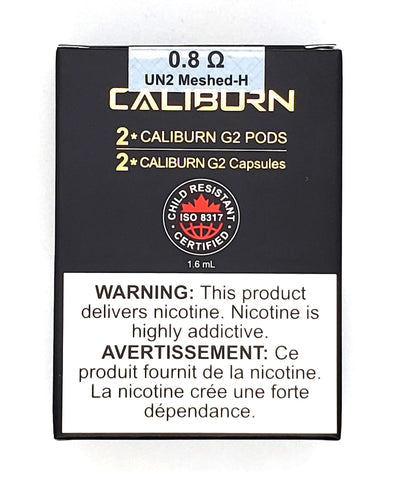 0.8 Ω
UN2 Meshed-H
CALIBURN
2* CALIBURN G2 PODS
2* CALIBURN G2 Capsules
CHILD RESISTANT
ISO 8317
• CERTIFIED •
1.6 mL
WARNING: This product
delivers nicotine. Nicotine is
highly addictive.
AVERTISSEMENT: Ce
produit fournit de la nicotine.
La nicotine crée une forte
dépendance.